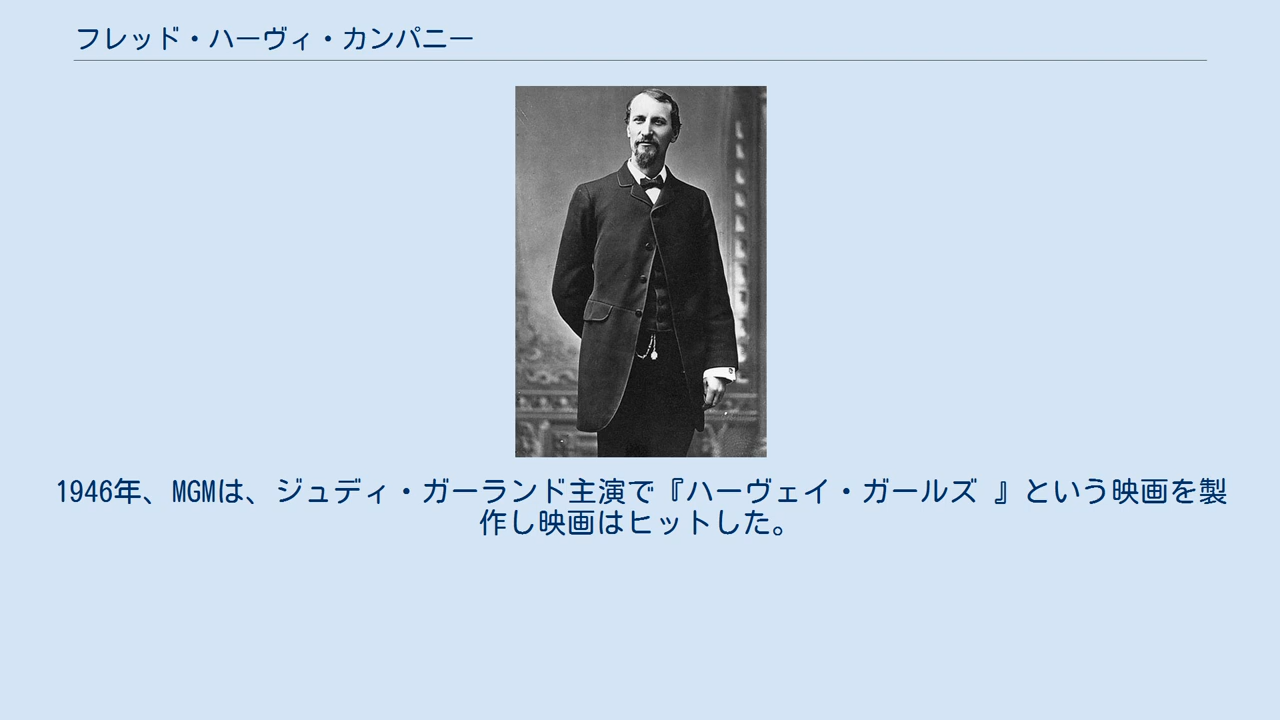 フレッド・ハーヴィ・カンパニー
1946年、MGMは、ジュディ・ガーランド主演で『ハーヴェイ・ガールズ 』という映画を製
作し映画はヒットした。